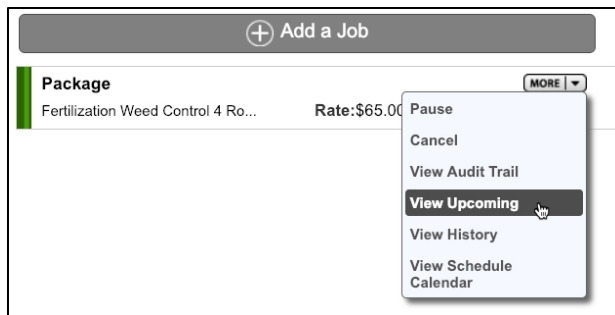 Add a Job
Package
MORE
Fertilization Weed Control 4 Ro...
Rate:$65.00
Pause
Cancel
View Audit Trail
View Upcoming
View History
View Schedule
Calendar